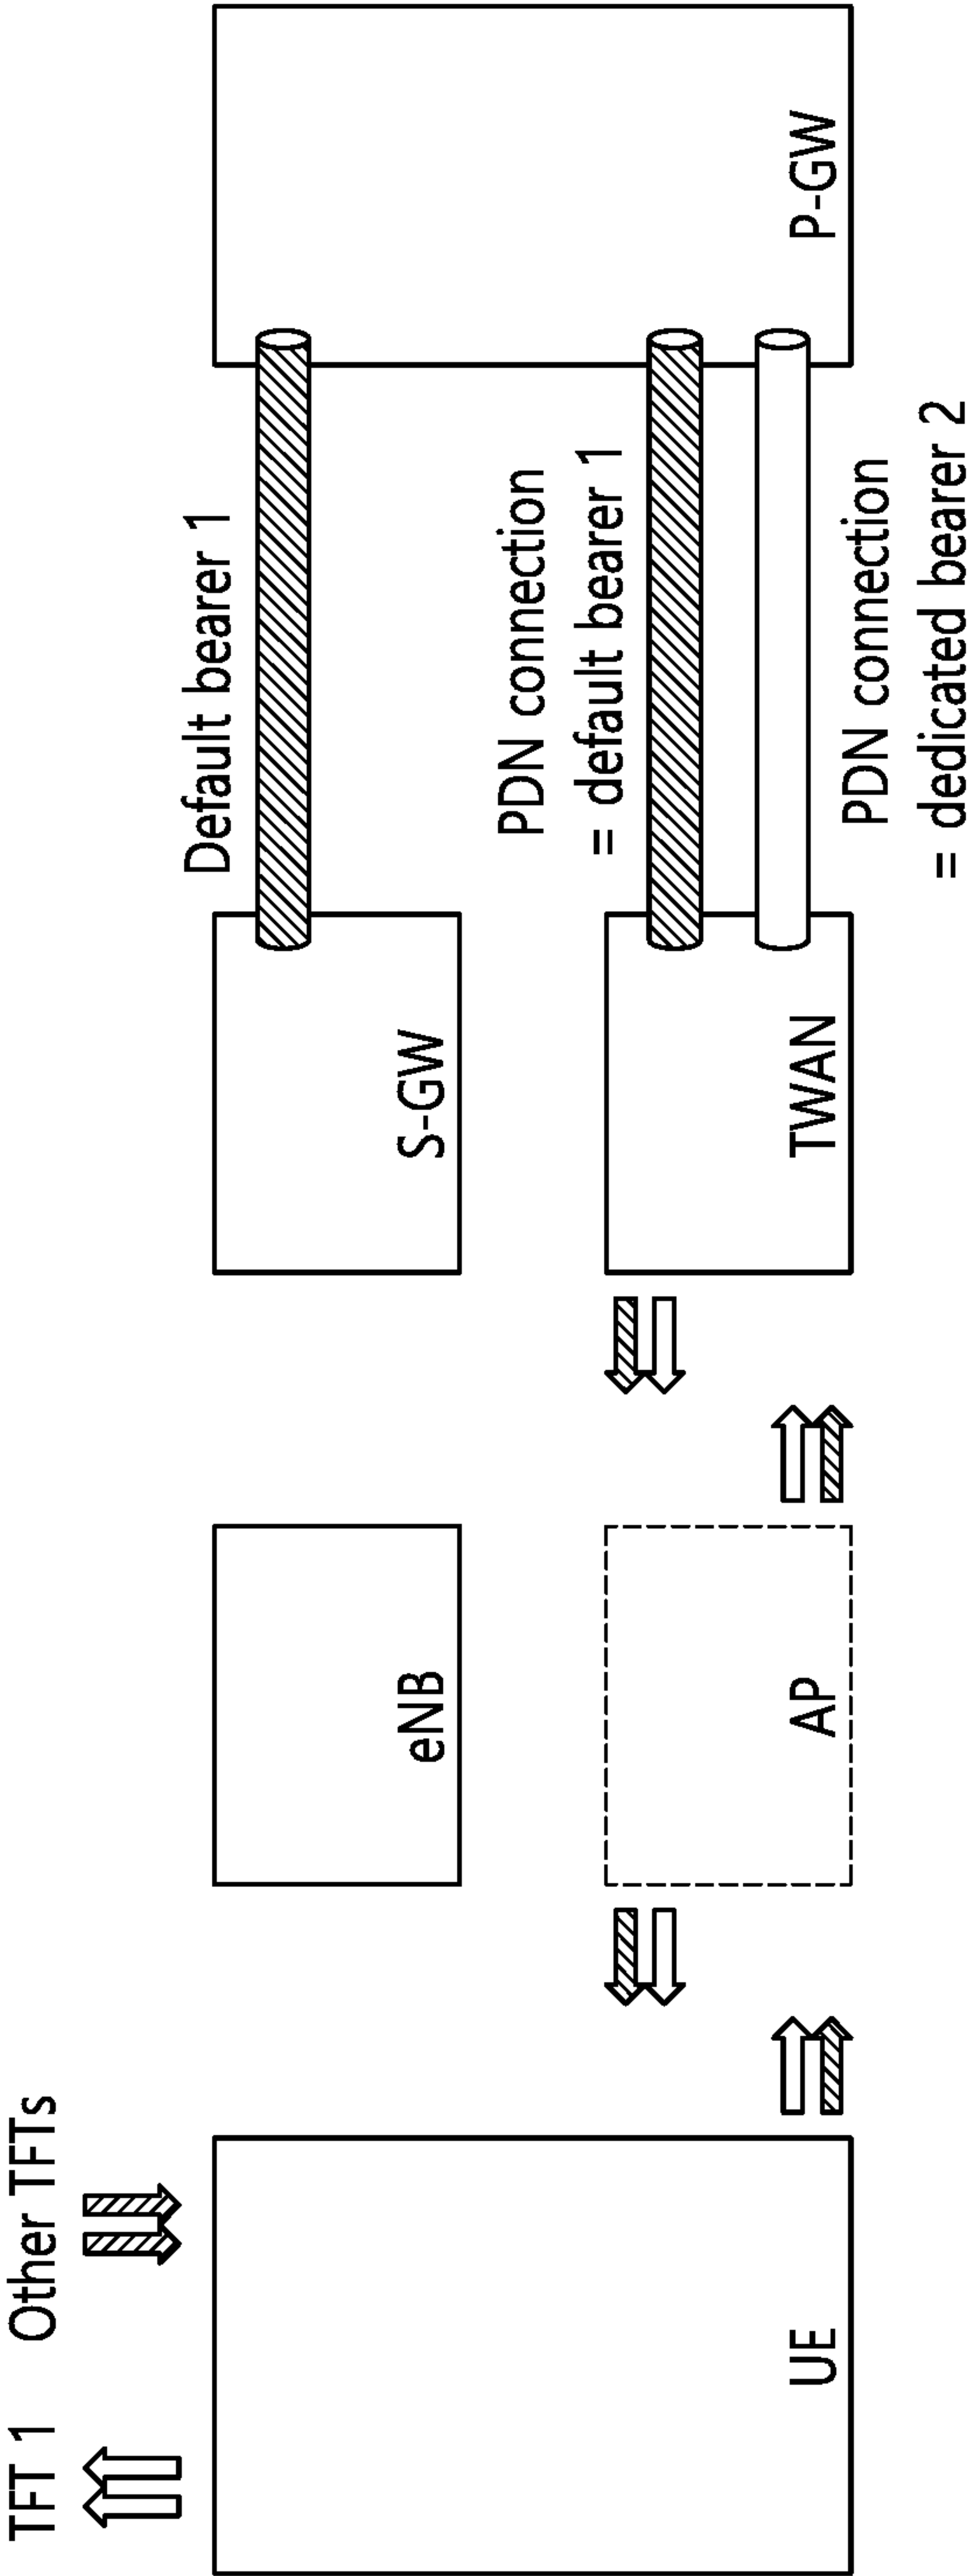 TFT 1
Other TFTs
Default bearer 1
PDN connection
= default bearer 1
UE
eNB
S-GW
P-GW
AP
TWAN
PDN connection
= dedicated bearer 2